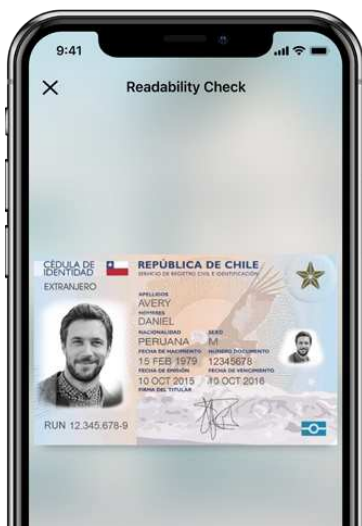 9:41
Readability Check
CÉDULA DE
IDENTIDAD
REPÚBLICA DE CHILE
SERVICIO DE REGISTRO CIVIL E IDENTIFICACIÓN
EXTRANJERO
APELLIDOS
AVERY
NOMBRES
DANIEL
NACIONALIDAD SEXO
PERUANA M
FECHA DE NACIMIENTO NUMERO DOCUMENTO
15 FEB 1979 12345678
FECHA DE EMISIÓN FECHA DE VENCIMIENTO
10 OCT 2015 10 OCT 2016
FIRMA DEL TITULAR
RUN 12.345.678-9